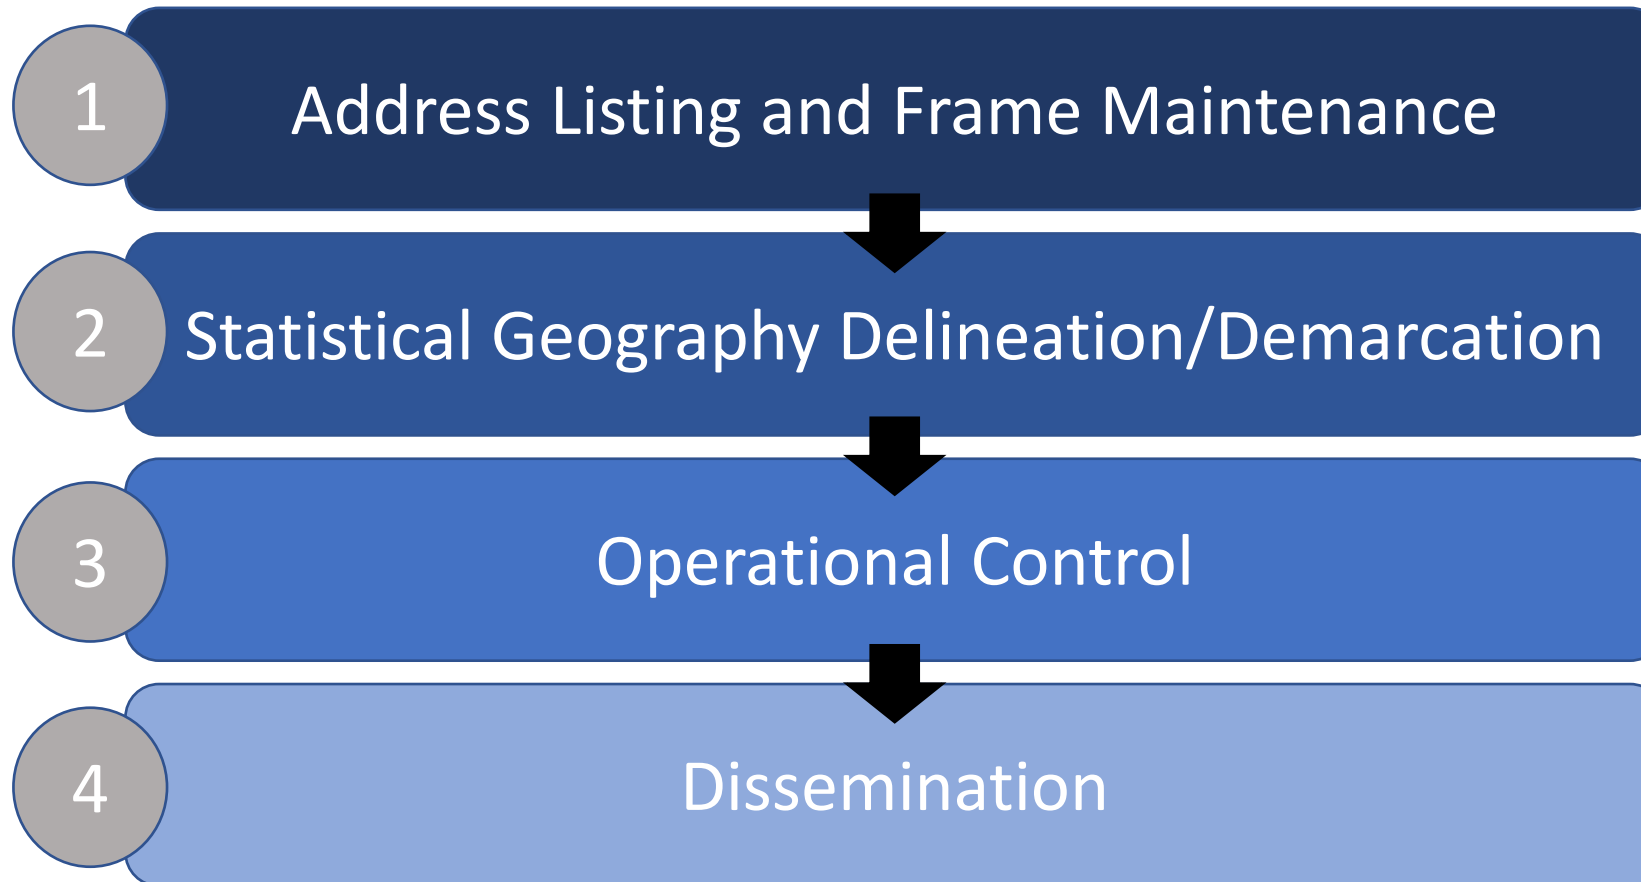 1
Address Listing and Frame Maintenance
2
Statistical Geography Delineation/Demarcation
3
Operational Control
4
Dissemination